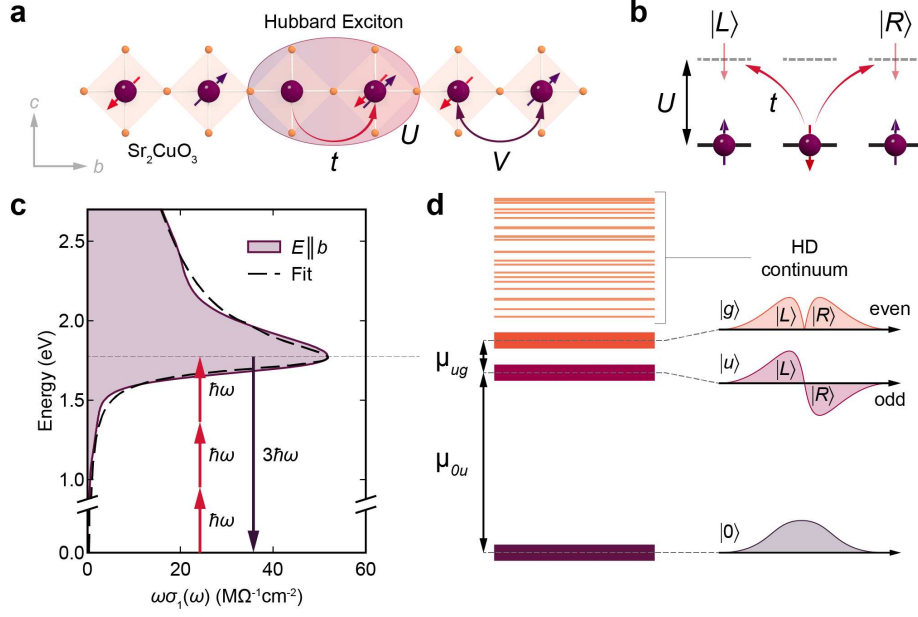 a
Hubbard Exciton
c
b
Sr₂CuO₃
t
U
V
b
|L⟩
|R⟩
U
t
c
Energy (eV)
2.5
2.0
1.5
1.0
0.0
E∥b
Fit
ħω
ħω
ħω
3ħω
0
20
40
60
ωσ₁(ω) (MΩ⁻¹cm⁻²)
d
HD
continuum
μug
μ0u
|g⟩
|L⟩
|R⟩
even
|u⟩
|L⟩
|R⟩
odd
|0⟩